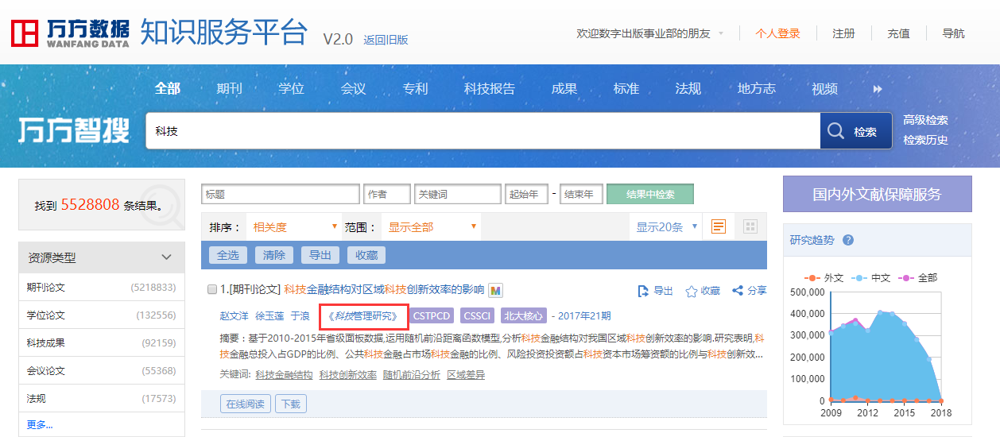 万方数据 WANFANG DATA 知识服务平台 V2.0 返回旧版 欢迎数字出版事业部的朋友 个人登录 注册 充值 导航
全部 期刊 学位 会议 专利 科技报告 成果 标准 法规 地方志 视频
万方智搜 科技 检索 高级检索
检索历史
找到 5528808 条结果。
资源类型
期刊论文 (5218833)
学位论文 (132556)
科技成果 (92159)
会议论文 (55368)
法规 (17573)
更多...
标题 作者 关键词 起始年 - 结束年 结果中检索
排序： 相关度 范围： 显示全部 显示20条
全选 清除 导出 收藏
1.[期刊论文] 科技金融结构对区域科技创新效率的影响 M 导出 收藏 分享
赵文洋 徐玉莲 于浪 《科技管理研究》 CSTPCD CSSCI 北大核心 - 2017年21期
摘要：基于2010-2015年省级面板数据,运用随机前沿距离函数模型,分析科技金融结构对我国区域科技创新效率的影响.研究表明,科
技金融总投入占GDP的比例、公共科技金融占市场科技金融的比例、风险投资投资额占科技资本市场筹资额的比例与科技创新效...
关键词: 科技金融结构 科技创新效率 随机前沿分析 区域差异
在线阅读 下载
国内外文献保障服务
研究趋势 ?
外文 中文 全部
500,000
400,000
300,000
200,000
100,000
0
2009 2012 2015 2018